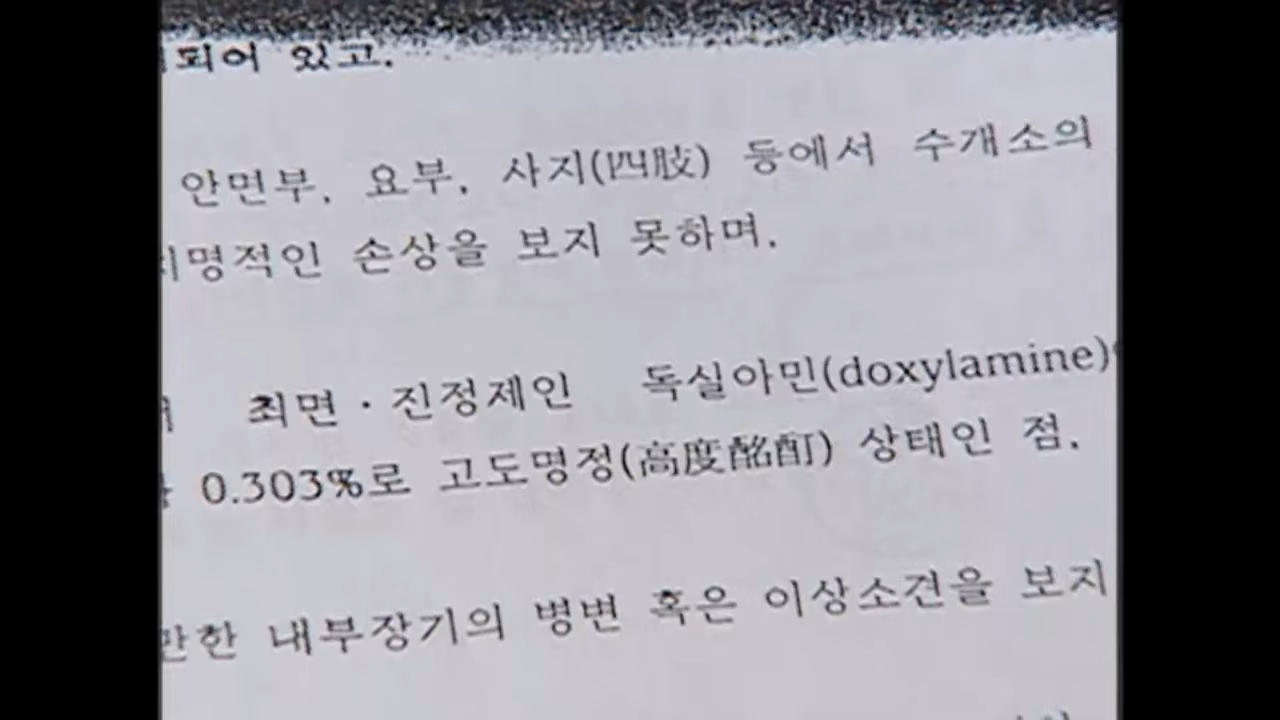 되어 있고,
안면부, 요부, 사지(四肢) 등에서 수개소의
치명적인 손상을 보지 못하며,
최면·진정제인 독실아민(doxylamine)
0.303%로 고도명정(高度酩酊) 상태인 점,
만한 내부장기의 병변 혹은 이상소견을 보지